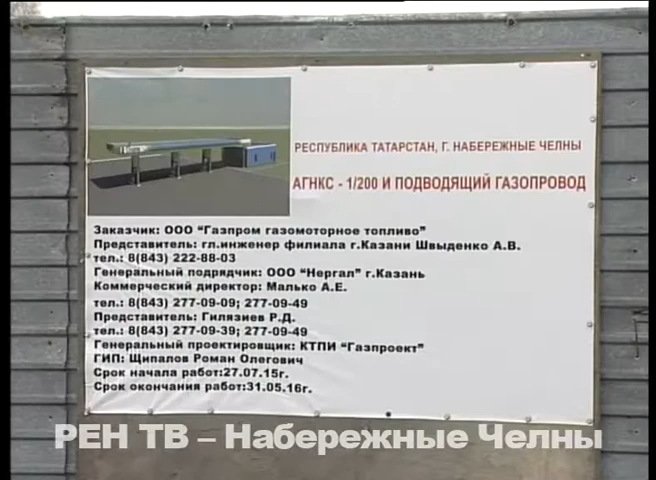 РЕСПУБЛИКА ТАТАРСТАН, Г. НАБЕРЕЖНЫЕ ЧЕЛНЫ
АГНКС - 1/200 И ПОДВОДЯЩИЙ ГАЗОПРОВОД
Заказчик: ООО "Газпром газомоторное топливо"
Представитель: гл.инженер филиала г.Казани Швыденко А.В.
тел.: 8(843) 222-88-03
Генеральный подрядчик: ООО "Нергал" г.Казань
Коммерческий директор: Малько А.Е.
тел.: 8(843) 277-09-09; 277-09-49
Представитель: Гилязиев Р.Д.
тел.: 8(843) 277-09-39; 277-09-49
Генеральный проектировщик: КТПИ "Газпроект"
ГИП: Щипалов Роман Олегович
Срок начала работ:27.07.15г.
Срок окончания работ:31.05.16г.
РЕН ТВ – Набережные Челны